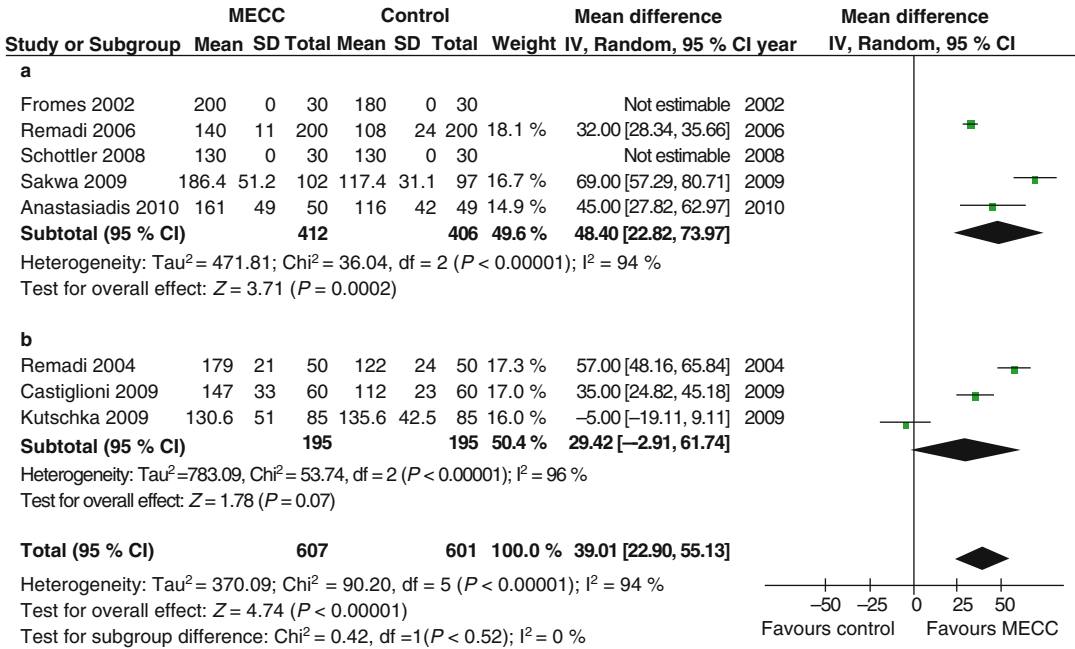 MECC Control Mean difference Mean difference
Study or Subgroup Mean SD Total Mean SD Total Weight IV, Random, 95 % CI year IV, Random, 95 % CI
a
Fromes 2002 200 0 30 180 0 30 Not estimable 2002
Remadi 2006 140 11 200 108 24 200 18.1 % 32.00 [28.34, 35.66] 2006
Schottler 2008 130 0 30 130 0 30 Not estimable 2008
Sakwa 2009 186.4 51.2 102 117.4 31.1 97 16.7 % 69.00 [57.29, 80.71] 2009
Anastasiadis 2010 161 49 50 116 42 49 14.9 % 45.00 [27.82, 62.97] 2010
Subtotal (95 % CI) 412 406 49.6 % 48.40 [22.82, 73.97]
Heterogeneity: Tau² = 471.81; Chi² = 36.04, df = 2 (P < 0.00001); I² = 94 %
Test for overall effect: Z = 3.71 (P = 0.0002)
b
Remadi 2004 179 21 50 122 24 50 17.3 % 57.00 [48.16, 65.84] 2004
Castiglioni 2009 147 33 60 112 23 60 17.0 % 35.00 [24.82, 45.18] 2009
Kutschka 2009 130.6 51 85 135.6 42.5 85 16.0 % –5.00 [–19.11, 9.11] 2009
Subtotal (95 % CI) 195 195 50.4 % 29.42 [–-2.91, 61.74]
Heterogeneity: Tau² =783.09, Chi² = 53.74, df = 2 (P < 0.00001); I² = 96 %
Test for overall effect: Z = 1.78 (P = 0.07)
Total (95 % CI) 607 601 100.0 % 39.01 [22.90, 55.13]
Heterogeneity: Tau² = 370.09; Chi² = 90.20, df = 5 (P < 0.00001); I² = 94 %
Test for overall effect: Z = 4.74 (P < 0.00001)
Test for subgroup difference: Chi² = 0.42, df =1(P < 0.52); I² = 0 %
–50 –25 0 25 50
Favours control Favours MECC